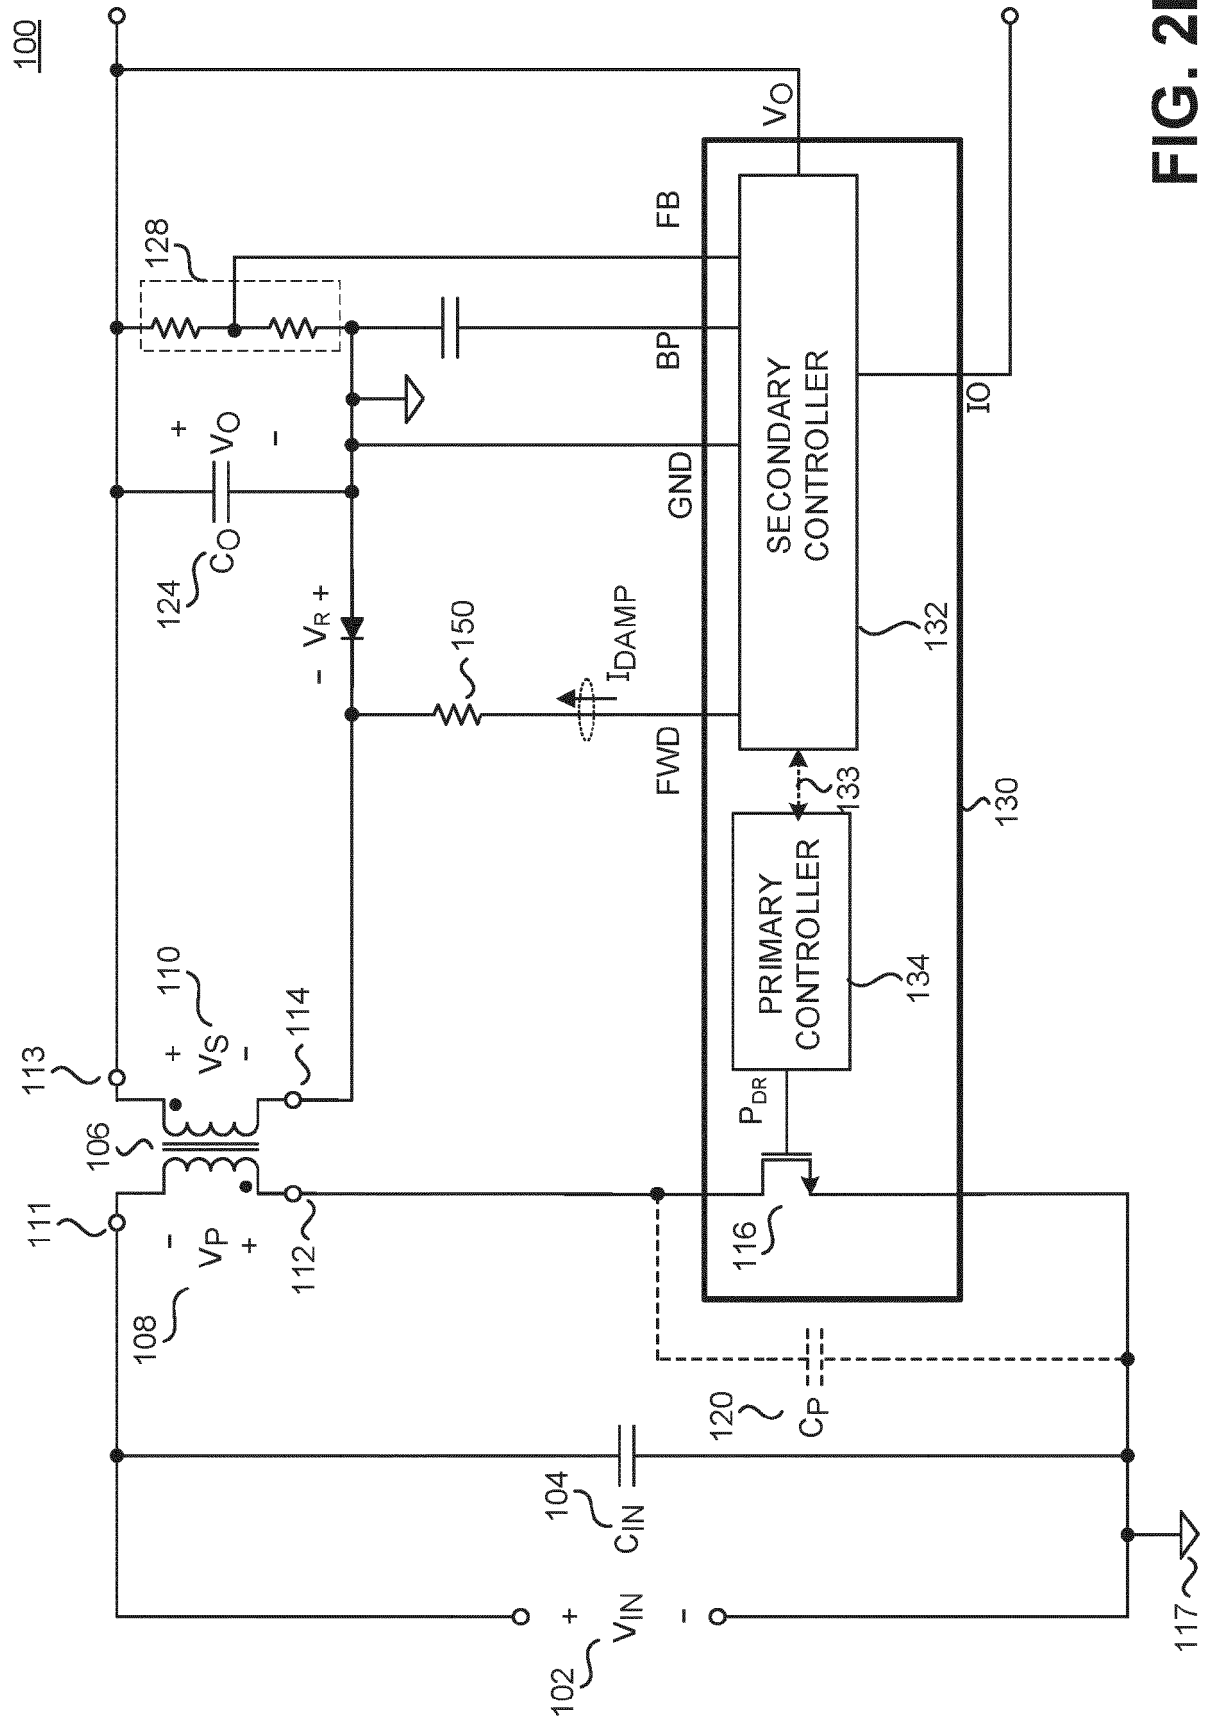 100
113
111
106
+
VS
-
110
-
VP
+
108
114
112
124
CO
+
VO
-
128
- VR +
150
IDAMP
FWD
GND
BP
FB
VO
IO
SECONDARY
CONTROLLER
132
133
PRIMARY
CONTROLLER
134
PDR
116
130
120
CP
104
CIN
+
VIN
-
102
117
FIG.